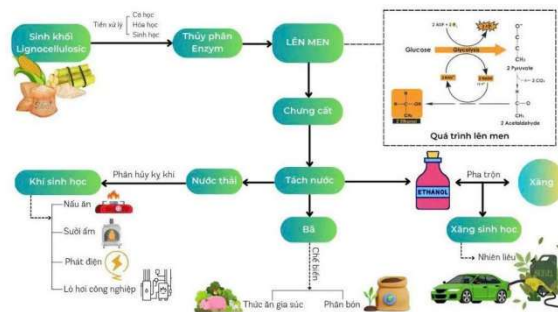 Sinh khối
Lignocellulosic
Tiền xử lý
Cơ học
Hóa học
Sinh học
Thủy phân
Enzym
LÊN MEN
Glucose
Glycolysis
2 Pyruvate
2 CO₂
2 Acetaldehyde
2 Ethanol
Quá trình lên men
Chưng cất
Khí sinh học
Phân hủy kỵ khí
Nước thải
Tách nước
ETHANOL
Pha trộn
Xăng
Nấu ăn
Sưởi ấm
Phát điện
Lò hơi công nghiệp
Bã
Chế biến
Thức ăn gia súc
Phân bón
Xăng sinh học
Nhiên liệu